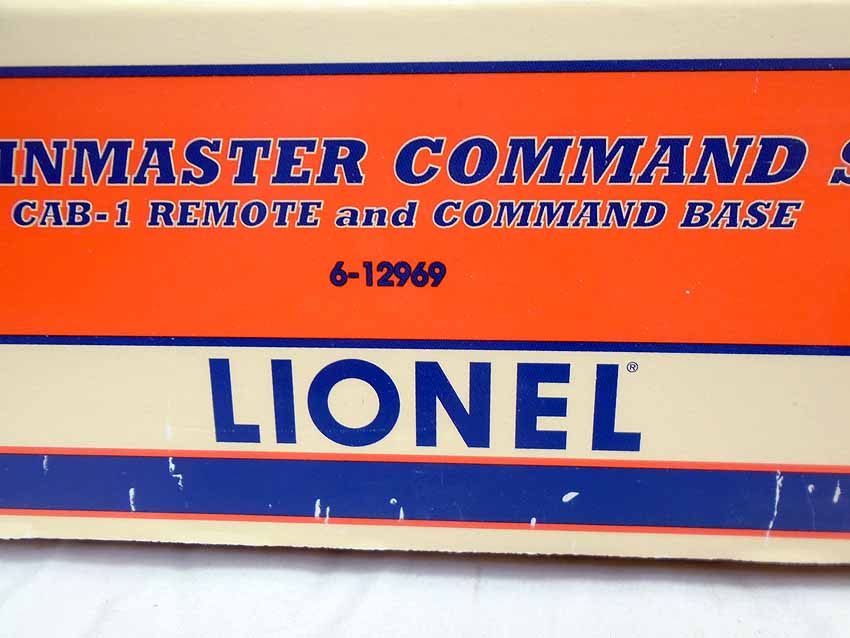 INMASTER COMMAND S
CAB-1 REMOTE and COMMAND BASE
6-12969
LIONEL®